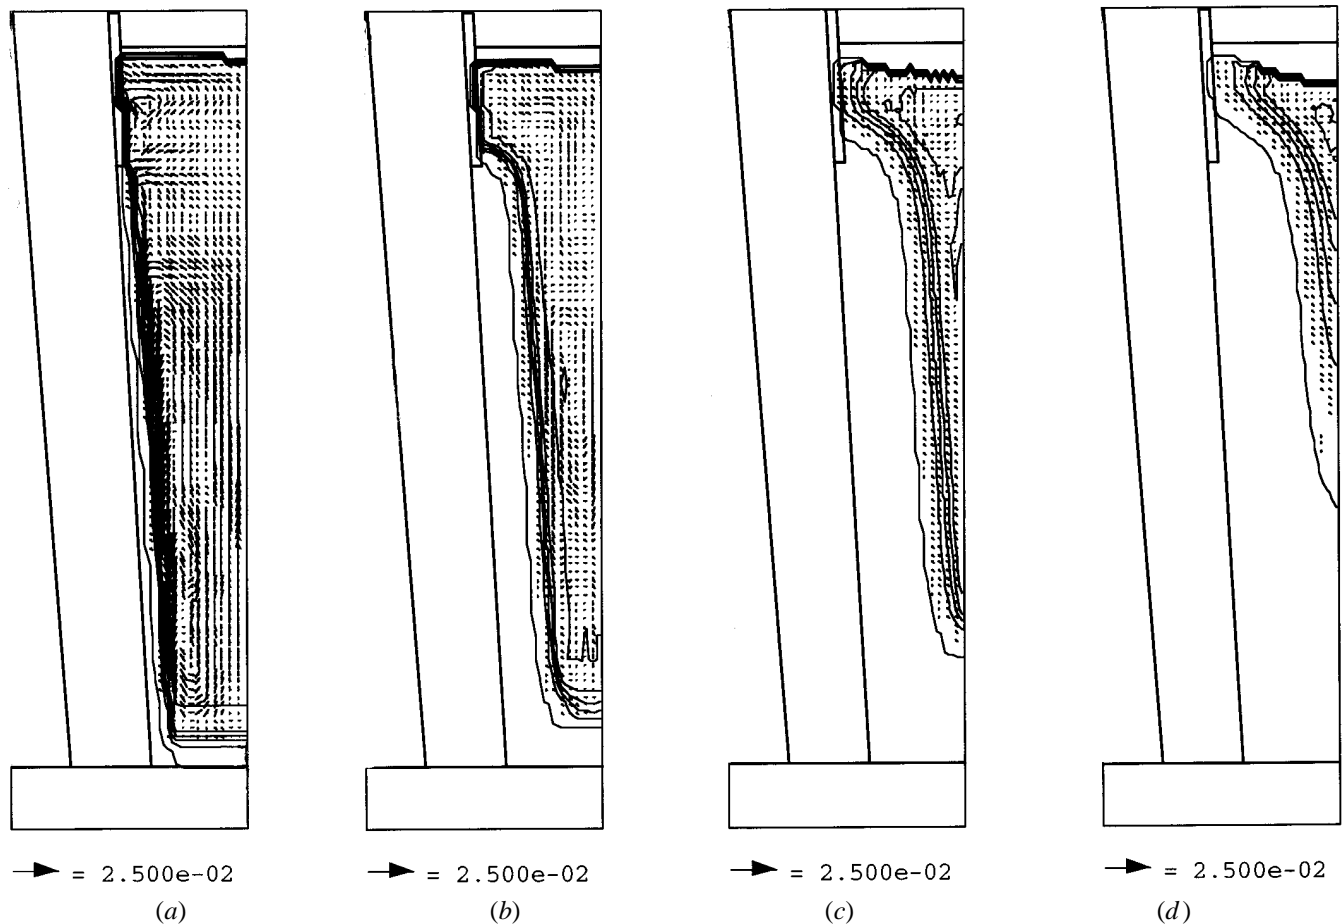 = 2.500e-02 = 2.500e-02 = 2.500e-02 = 2.500e-02
(a) (b) (c) (d)